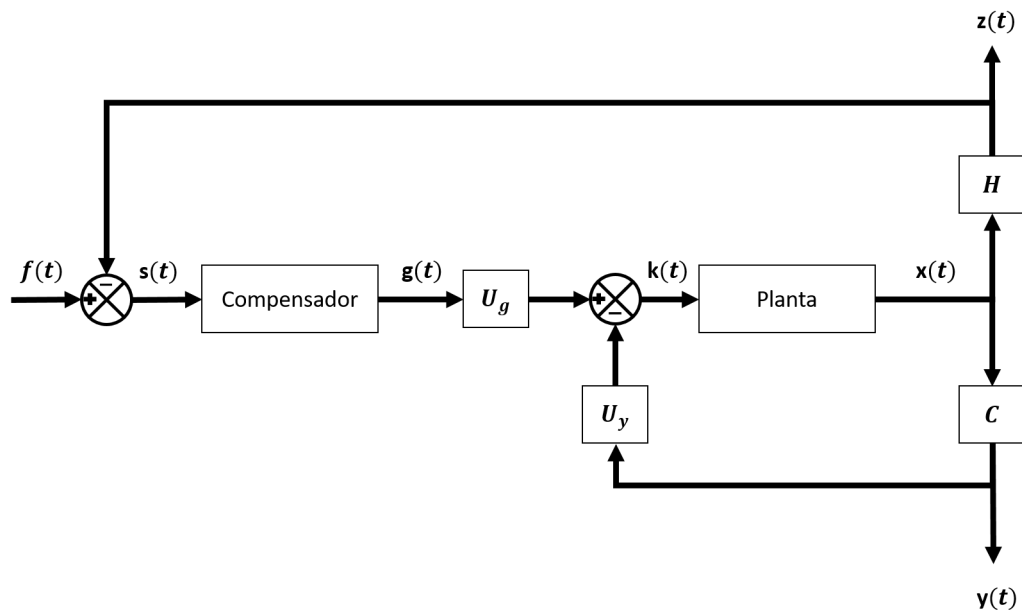 z(t)
H
f(t)
−
+
s(t)
Compensador
g(t)
U_g
+
−
k(t)
Planta
x(t)
C
U_y
y(t)